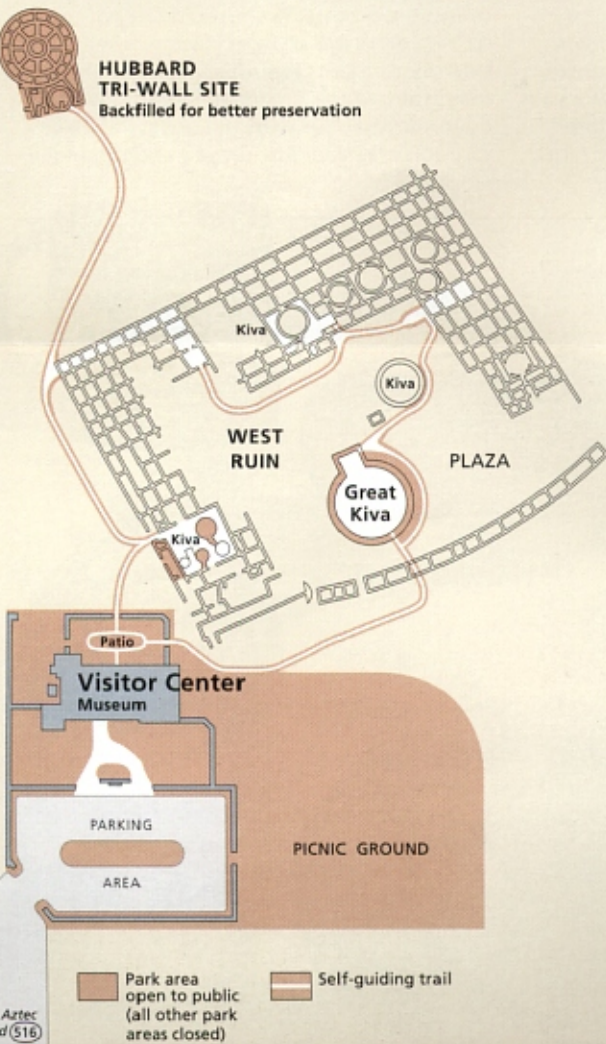 HUBBARD
TRI-WALL SITE
Backfilled for better preservation
Kiva
Kiva
WEST
RUIN
PLAZA
Great
Kiva
Kiva
Patio
Visitor Center
Museum
PARKING
AREA
PICNIC GROUND
Park area
open to public
(all other park
areas closed)
Self-guiding trail
Aztec
516